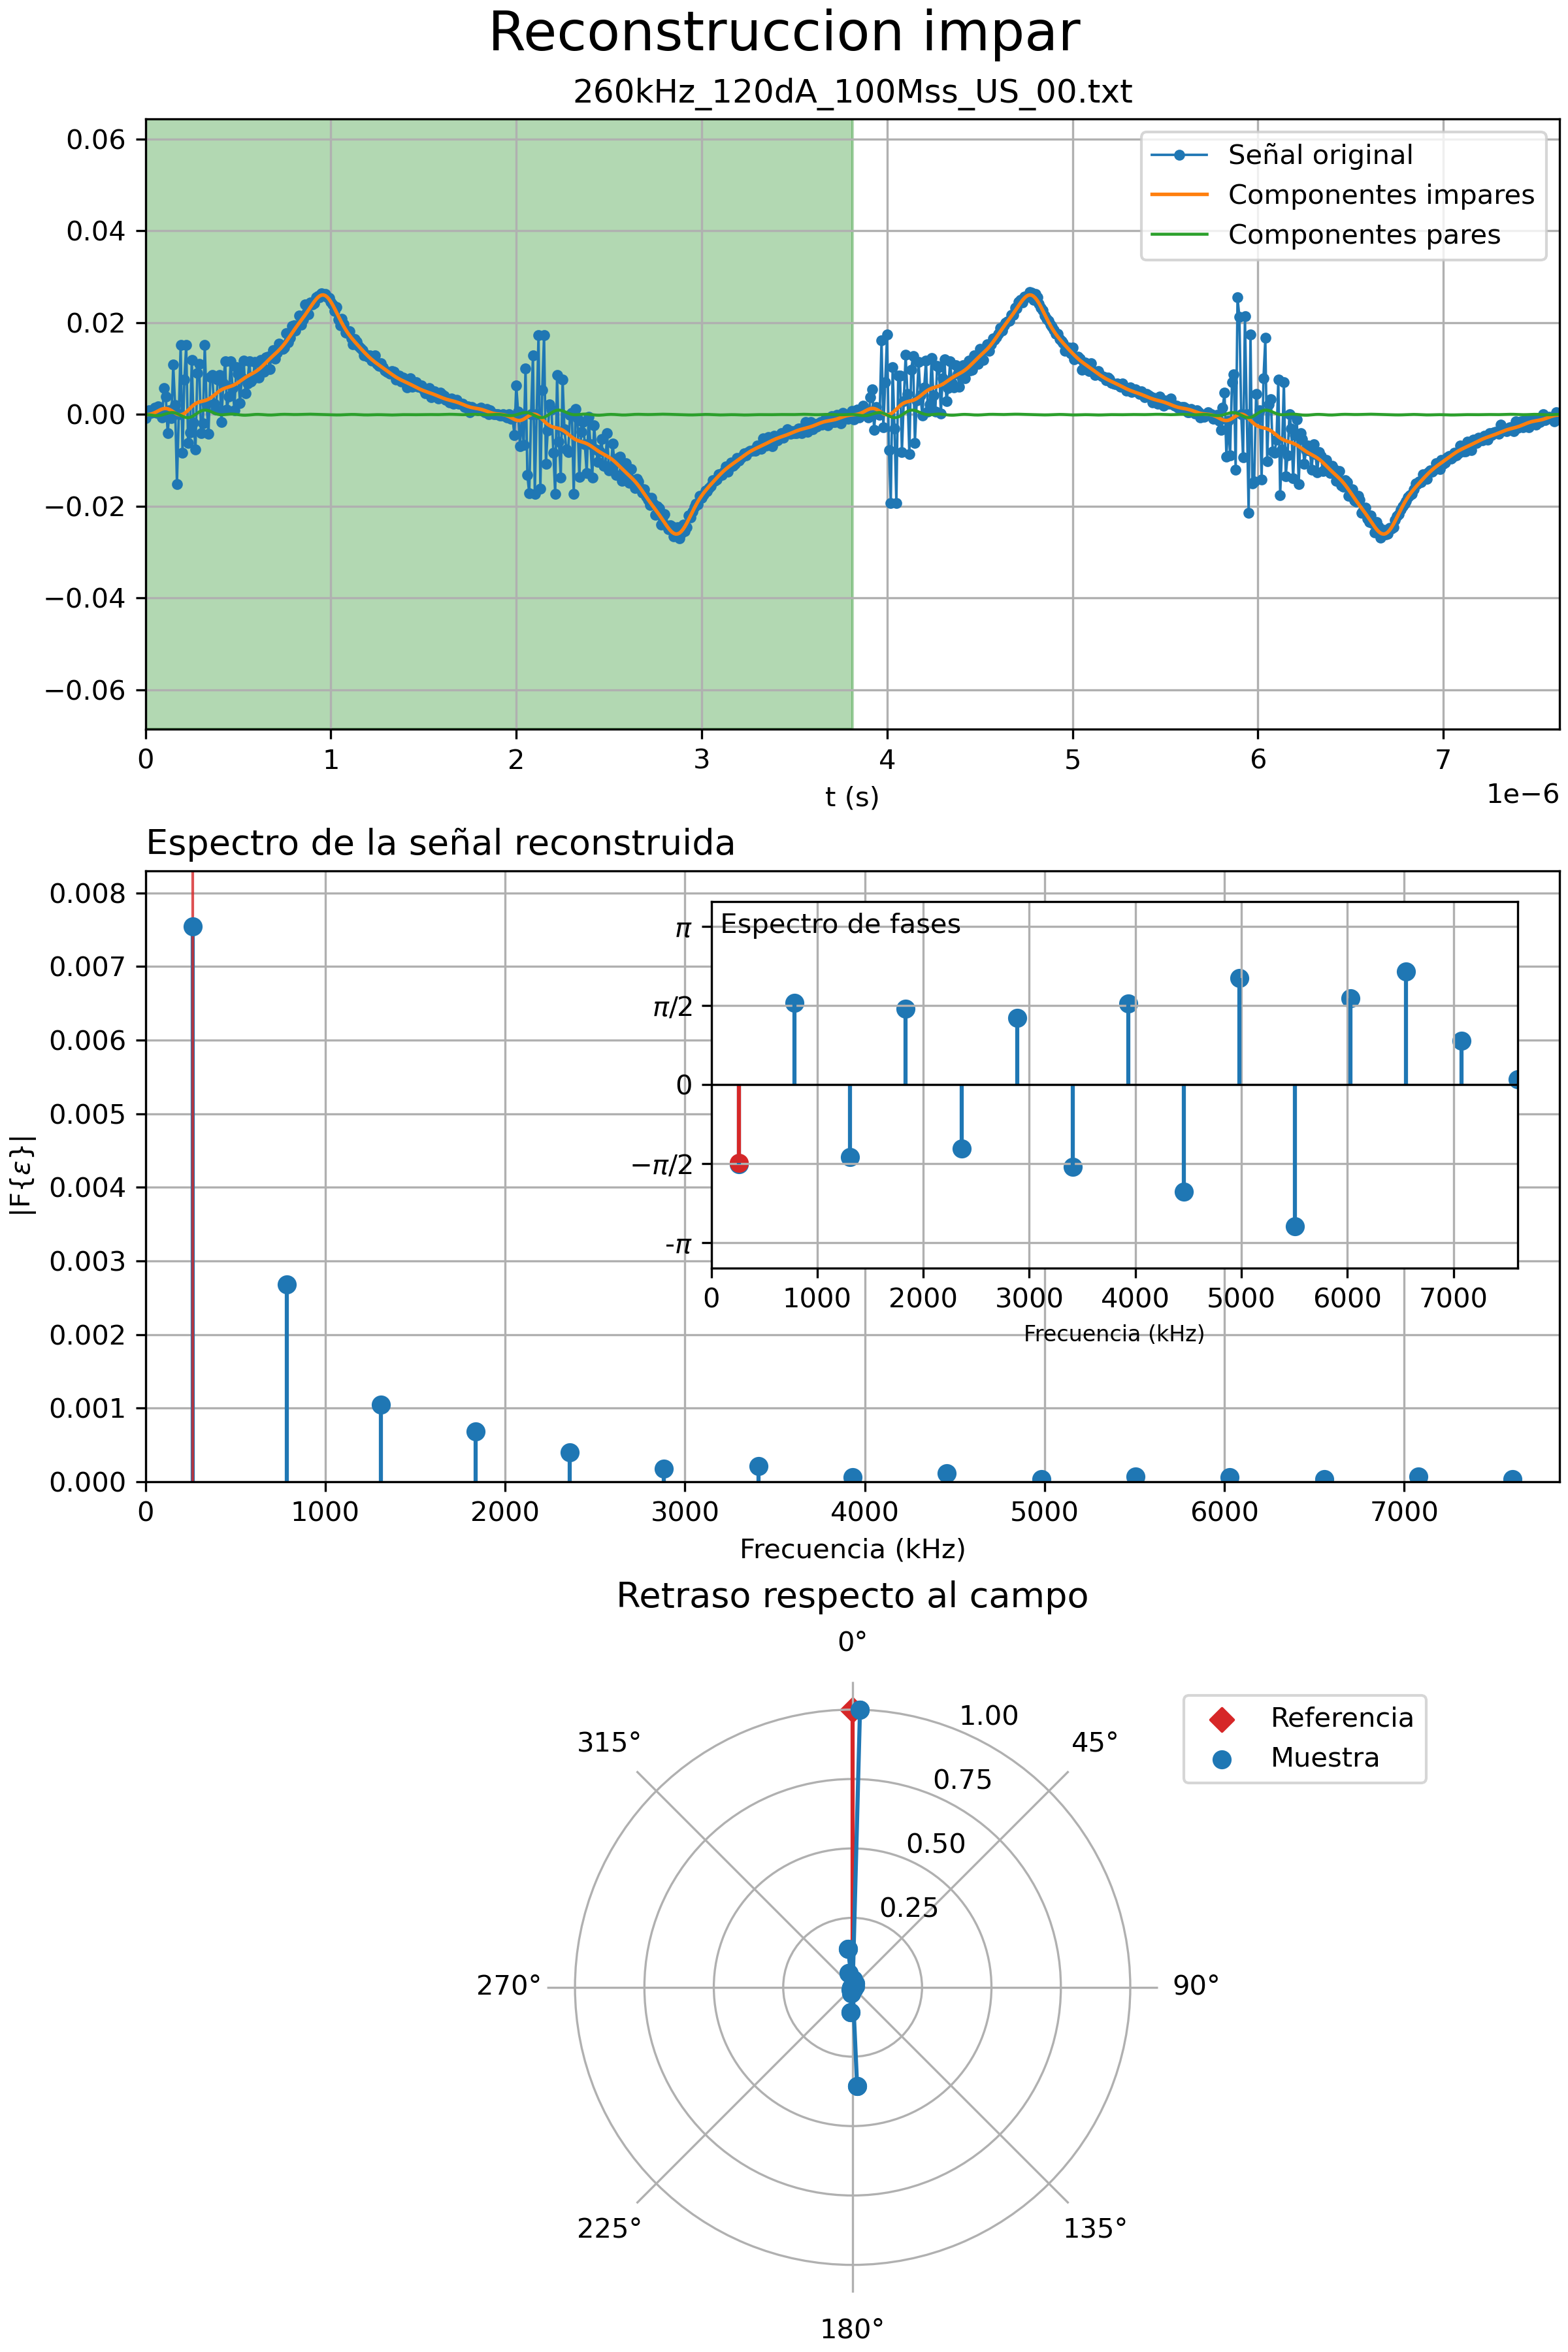 Reconstruccion impar
260kHz_120dA_100Mss_US_00.txt
0.06
0.04
0.02
0.00
−0.02
−0.04
−0.06
Señal original
Componentes impares
Componentes pares
0 1 2 3 4 5 6 7
t (s)
1e−6
Espectro de la señal reconstruida
0.008
0.007
0.006
0.005
0.004
0.003
0.002
0.001
0.000
|F{ε}|
Espectro de fases
π
π/2
0
−π/2
-π
0 1000 2000 3000 4000 5000 6000 7000
Frecuencia (kHz)
0 1000 2000 3000 4000 5000 6000 7000
Frecuencia (kHz)
Retraso respecto al campo
0°
45°
90°
135°
180°
225°
270°
315°
1.00
0.75
0.50
0.25
Referencia
Muestra